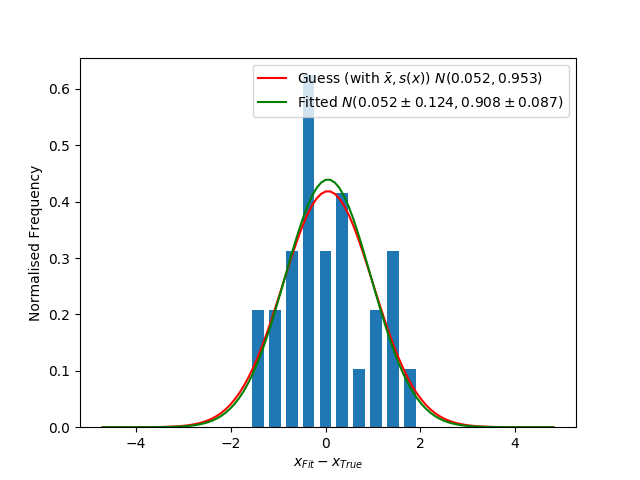 Guess (with x̄, s(x)) N(0.052, 0.953)
Fitted N(0.052 ± 0.124, 0.908 ± 0.087)
Normalised Frequency
0.6
0.5
0.4
0.3
0.2
0.1
0.0
−4 −2 0 2 4
x_Fit − x_True